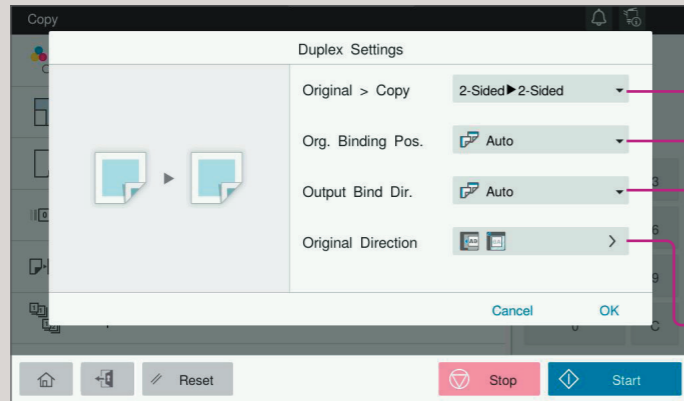 Copy
Duplex Settings
Original > Copy
2-Sided▶2-Sided
Org. Binding Pos.
Auto
Output Bind Dir.
Auto
Original Direction
Cancel
OK
3
6
9
0
C
Reset
Stop
Start